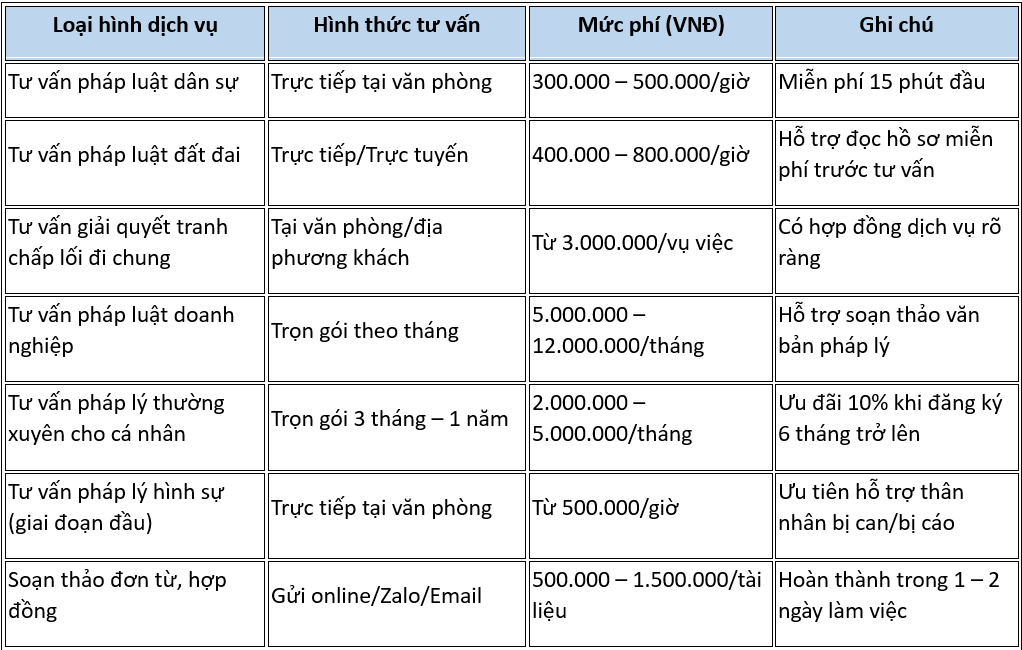 Loại hình dịch vụ Hình thức tư vấn Mức phí (VNĐ) Ghi chú
Tư vấn pháp luật dân sự Trực tiếp tại văn phòng 300.000 – 500.000/giờ Miễn phí 15 phút đầu
Tư vấn pháp luật đất đai Trực tiếp/Trực tuyến 400.000 – 800.000/giờ Hỗ trợ đọc hồ sơ miễn
phí trước tư vấn
Tư vấn giải quyết tranh
chấp lối đi chung
Tại văn phòng/địa
phương khách
Từ 3.000.000/vụ việc
Có hợp đồng dịch vụ rõ
ràng
Tư vấn pháp luật doanh
nghiệp
Trọn gói theo tháng
5.000.000 –
12.000.000/tháng
Hỗ trợ soạn thảo văn
bản pháp lý
Tư vấn pháp lý thường
xuyên cho cá nhân
Trọn gói 3 tháng – 1 năm
2.000.000 –
5.000.000/tháng
Ưu đãi 10% khi đăng ký
6 tháng trở lên
Tư vấn pháp lý hình sự
(giai đoạn đầu)
Trực tiếp tại văn phòng
Từ 500.000/giờ
Ưu tiên hỗ trợ thân
nhân bị can/bị cáo
Soạn thảo đơn từ, hợp
đồng
Gửi online/Zalo/Email
500.000 – 1.500.000/tài
liệu
Hoàn thành trong 1 – 2
ngày làm việc